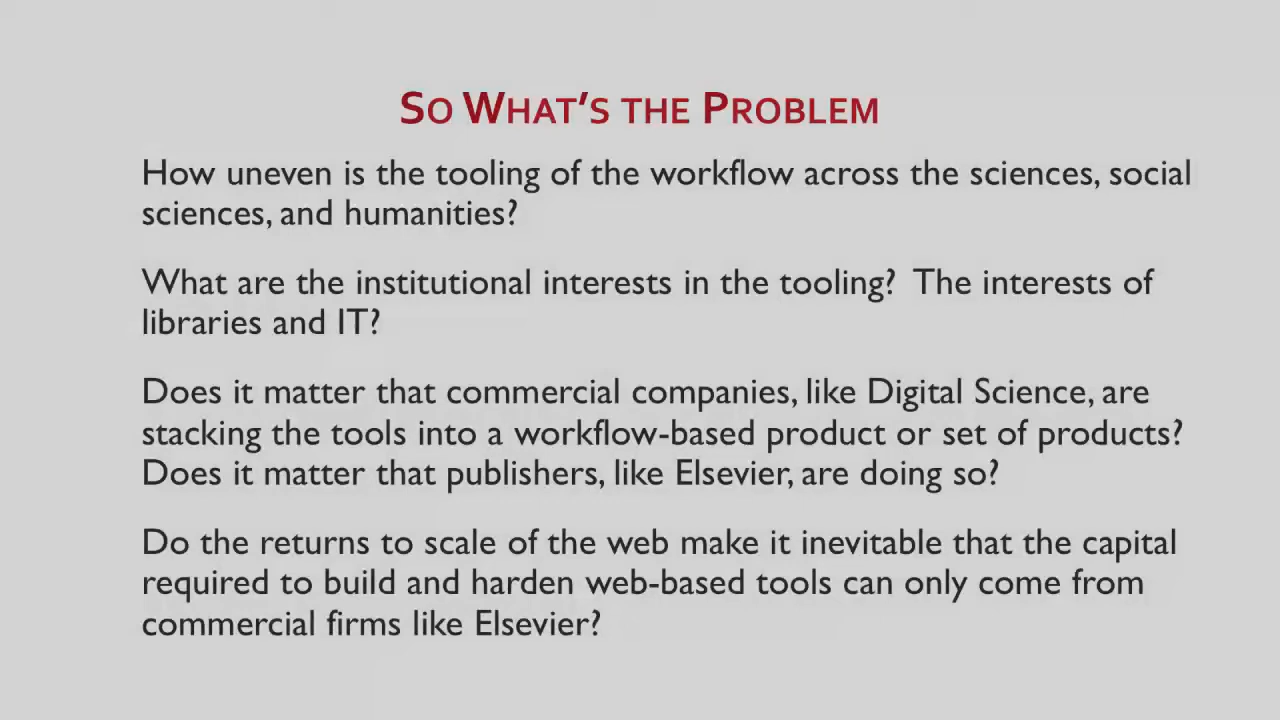 So What's the Problem
How uneven is the tooling of the workflow across the sciences, social
sciences, and humanities?
What are the institutional interests in the tooling?  The interests of
libraries and IT?
Does it matter that commercial companies, like Digital Science, are
stacking the tools into a workflow-based product or set of products?
Does it matter that publishers, like Elsevier, are doing so?
Do the returns to scale of the web make it inevitable that the capital
required to build and harden web-based tools can only come from
commercial firms like Elsevier?